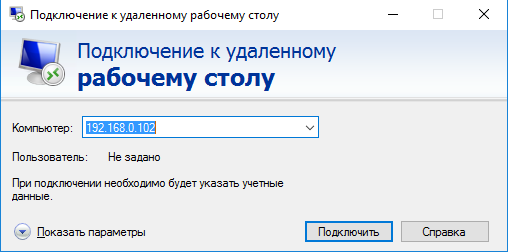 Подключение к удаленному рабочему столу
Подключение к удаленному
рабочему столу
Компьютер: 192.168.0.102
Пользователь: Не задано
При подключении необходимо будет указать учетные
данные.
Показать параметры Подключить Справка